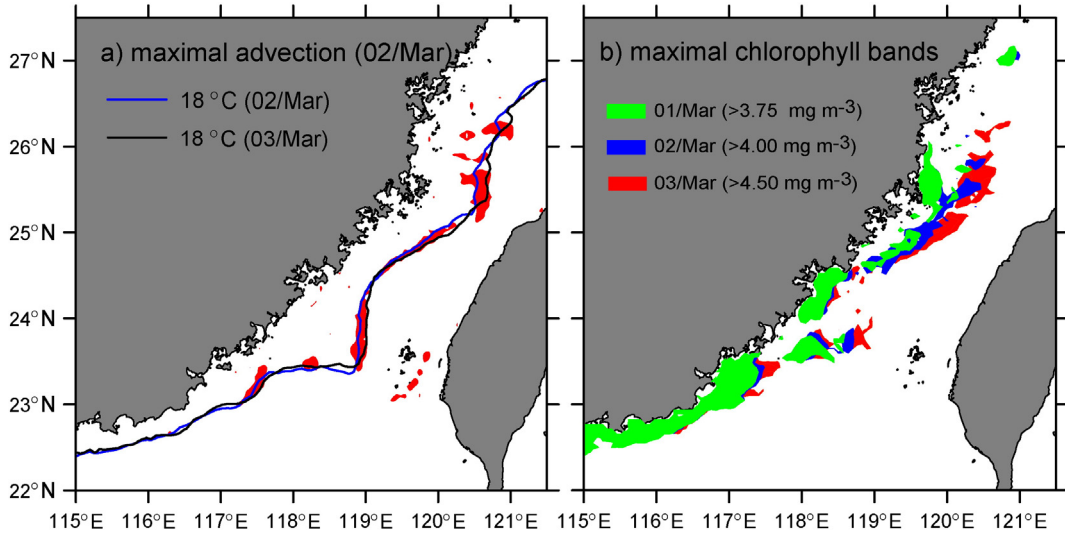 a) maximal advection (02/Mar)
18 °C (02/Mar)
18 °C (03/Mar)
27°N
26°N
25°N
24°N
23°N
22°N
115°E 116°E 117°E 118°E 119°E 120°E 121°E
b) maximal chlorophyll bands
01/Mar (>3.75 mg m-3)
02/Mar (>4.00 mg m-3)
03/Mar (>4.50 mg m-3)
115°E 116°E 117°E 118°E 119°E 120°E 121°E